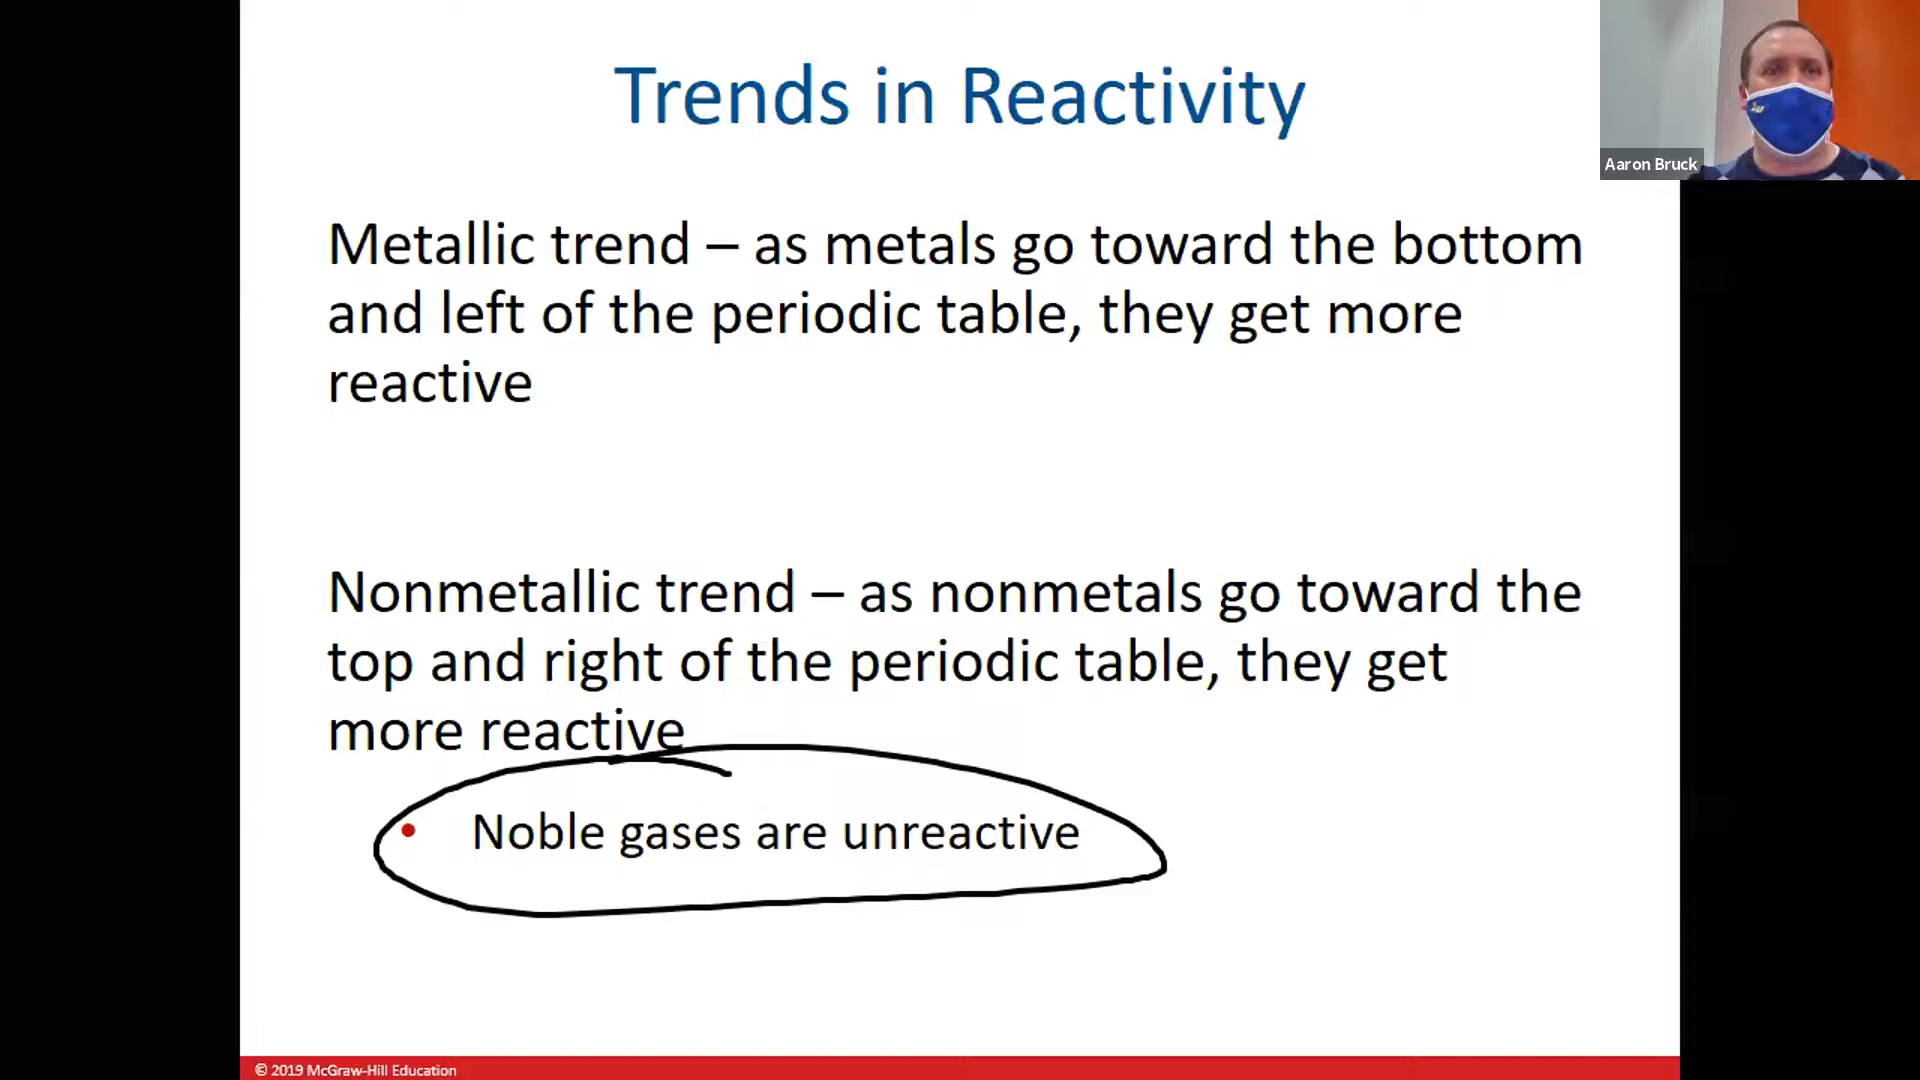 Trends in Reactivity
Aaron Bruck
Metallic trend – as metals go toward the bottom
and left of the periodic table, they get more
reactive
Nonmetallic trend – as nonmetals go toward the
top and right of the periodic table, they get
more reactive
• Noble gases are unreactive
© 2019 McGraw-Hill Education